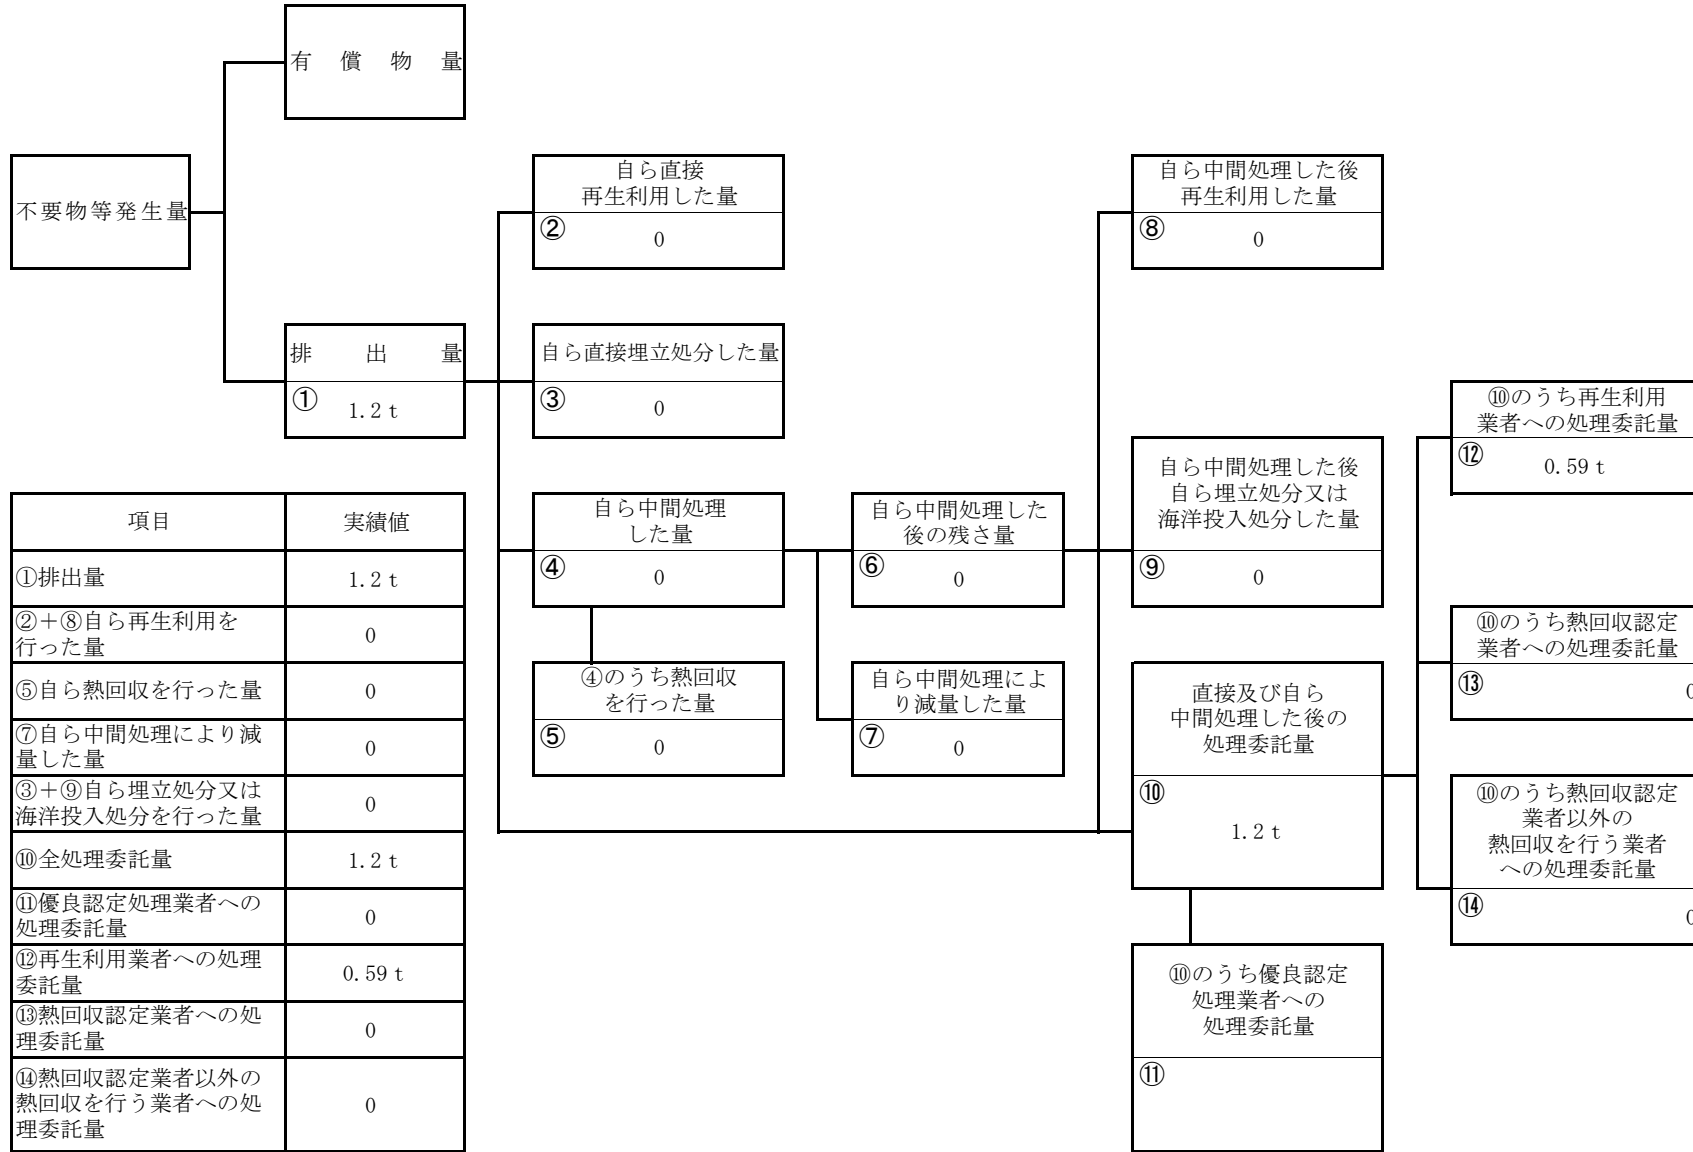 有償物量
不要物等発生量
自ら直接
再生利用した量
②
0
自ら中間処理した後
再生利用した量
⑧
0
排出量
①
1.2 t
自ら直接埋立処分した量
③
0
⑩のうち再生利用
業者への処理委託量
⑫
0.59 t
自ら中間処理
した量
④
0
自ら中間処理した
後の残さ量
⑥
0
自ら中間処理した後
自ら埋立処分又は
海洋投入処分した量
⑨
0
⑩のうち熱回収認定
業者への処理委託量
⑬
0
④のうち熱回収
を行った量
⑤
0
自ら中間処理によ
り減量した量
⑦
0
直接及び自ら
中間処理した後の
処理委託量
⑩
1.2 t
⑩のうち熱回収認定
業者以外の
熱回収を行う業者
への処理委託量
⑭
0
⑩のうち優良認定
処理業者への
処理委託量
⑪
項目 実績値
①排出量 1.2 t
②＋⑧自ら再生利用を
行った量 0
⑤自ら熱回収を行った量 0
⑦自ら中間処理により減
量した量 0
③＋⑨自ら埋立処分又は
海洋投入処分を行った量 0
⑩全処理委託量 1.2 t
⑪優良認定処理業者への
処理委託量 0
⑫再生利用業者への処理
委託量 0.59 t
⑬熱回収認定業者への処
理委託量 0
⑭熱回収認定業者以外の
熱回収を行う業者への処
理委託量 0